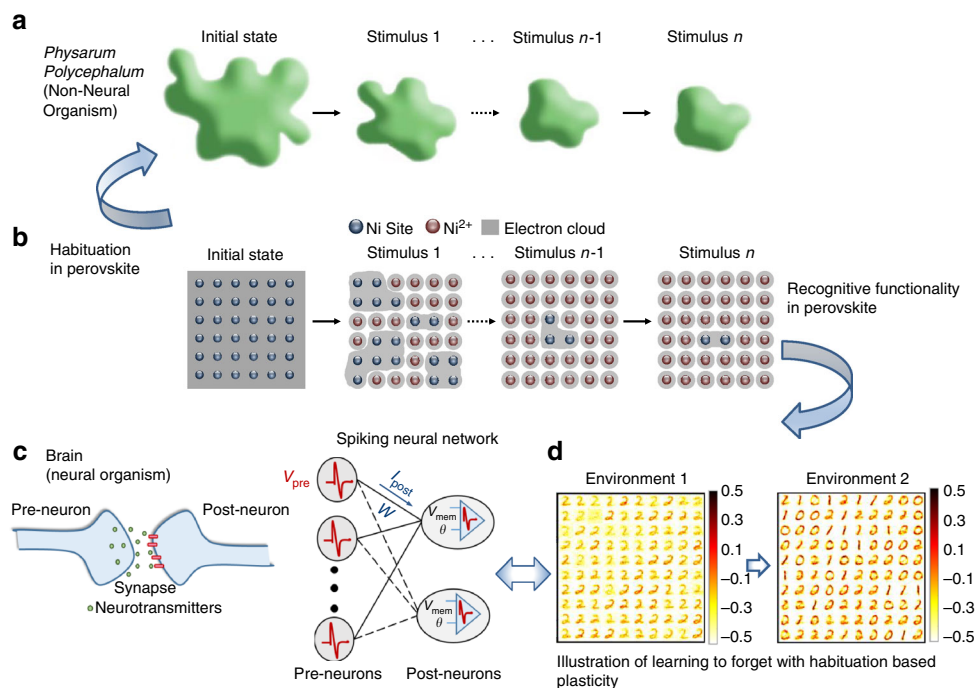 a
Initial state
Stimulus 1
. . .
Stimulus n-1
Stimulus n
Physarum
Polycephalum
(Non-Neural
Organism)
b
Ni Site
Ni2+
Electron cloud
Habituation
in perovskite
Initial state
Stimulus 1
. . .
Stimulus n-1
Stimulus n
Recognitive functionality
in perovskite
c
Brain
(neural organism)
Pre-neuron
Post-neuron
Synapse
Neurotransmitters
Spiking neural network
Vpre
Ipost
W
Vmem
θ
Vmem
θ
Pre-neurons
Post-neurons
d
Environment 1
0.5
0.3
0.1
–0.1
–0.3
–0.5
Environment 2
0.5
0.3
0.1
–0.1
–0.3
–0.5
Illustration of learning to forget with habituation based
plasticity